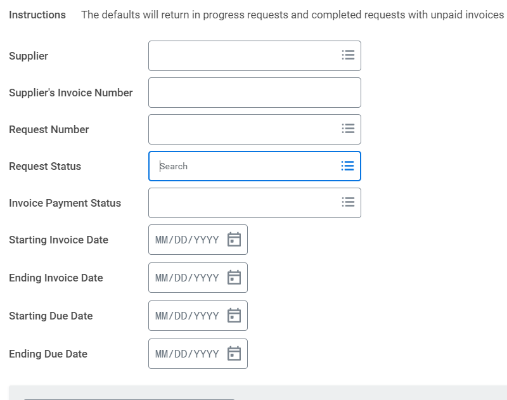 Instructions The defaults will return in progress requests and completed requests with unpaid invoices
Supplier
Supplier's Invoice Number
Request Number
Request Status Search
Invoice Payment Status
Starting Invoice Date MM/DD/YYYY
Ending Invoice Date MM/DD/YYYY
Starting Due Date MM/DD/YYYY
Ending Due Date MM/DD/YYYY